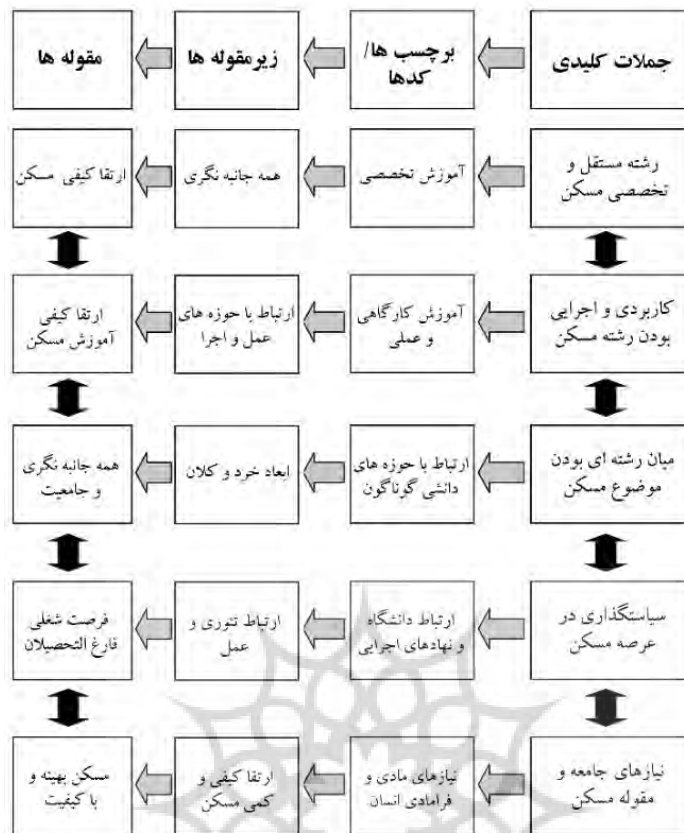 جملات کلیدی
برچسب ها/
کدها
زیرمقوله ها
مقوله ها
رشته مستقل و
تخصصی مسکن
آموزش تخصصی
همه جانبه نگری
ارتقا کیفی مسکن
کاربردی و اجرایی
بودن رشته مسکن
آموزش کارگاهی
و عملی
ارتباط با حوزه های
عمل و اجرا
ارتقا کیفی
آموزش مسکن
میان رشته ای بودن
موضوع مسکن
ارتباط با حوزه های
دانشی گوناگون
ابعاد خرد و کلان
همه جانبه نگری
و جامعیت
سیاستگذاری در
عرصه مسکن
ارتباط دانشگاه
و نهادهای اجرایی
ارتباط تئوری و
عمل
فرصت شغلی
فارغ التحصیلان
نیازهای جامعه و
مقوله مسکن
نیازهای مادی و
فرامادی انسان
ارتقا کیفی و
کمی مسکن
مسکن بهینه و
با کیفیت